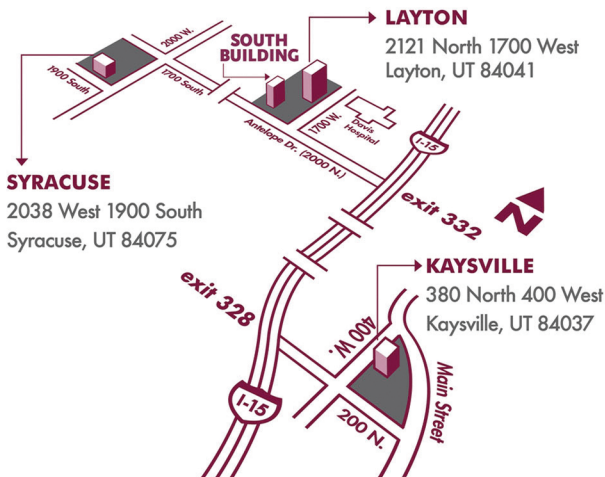 LAYTON
2121 North 1700 West
Layton, UT 84041
2000 W.
SOUTH
BUILDING
1900 South
1700 South
1700 W.
Davis
Hospital
Antelope Dr. (2000 N.)
I-15
SYRACUSE
2038 West 1900 South
Syracuse, UT 84075
exit 332
N
KAYSVILLE
380 North 400 West
Kaysville, UT 84037
exit 328
400 W.
Main Street
I-15
200 N.